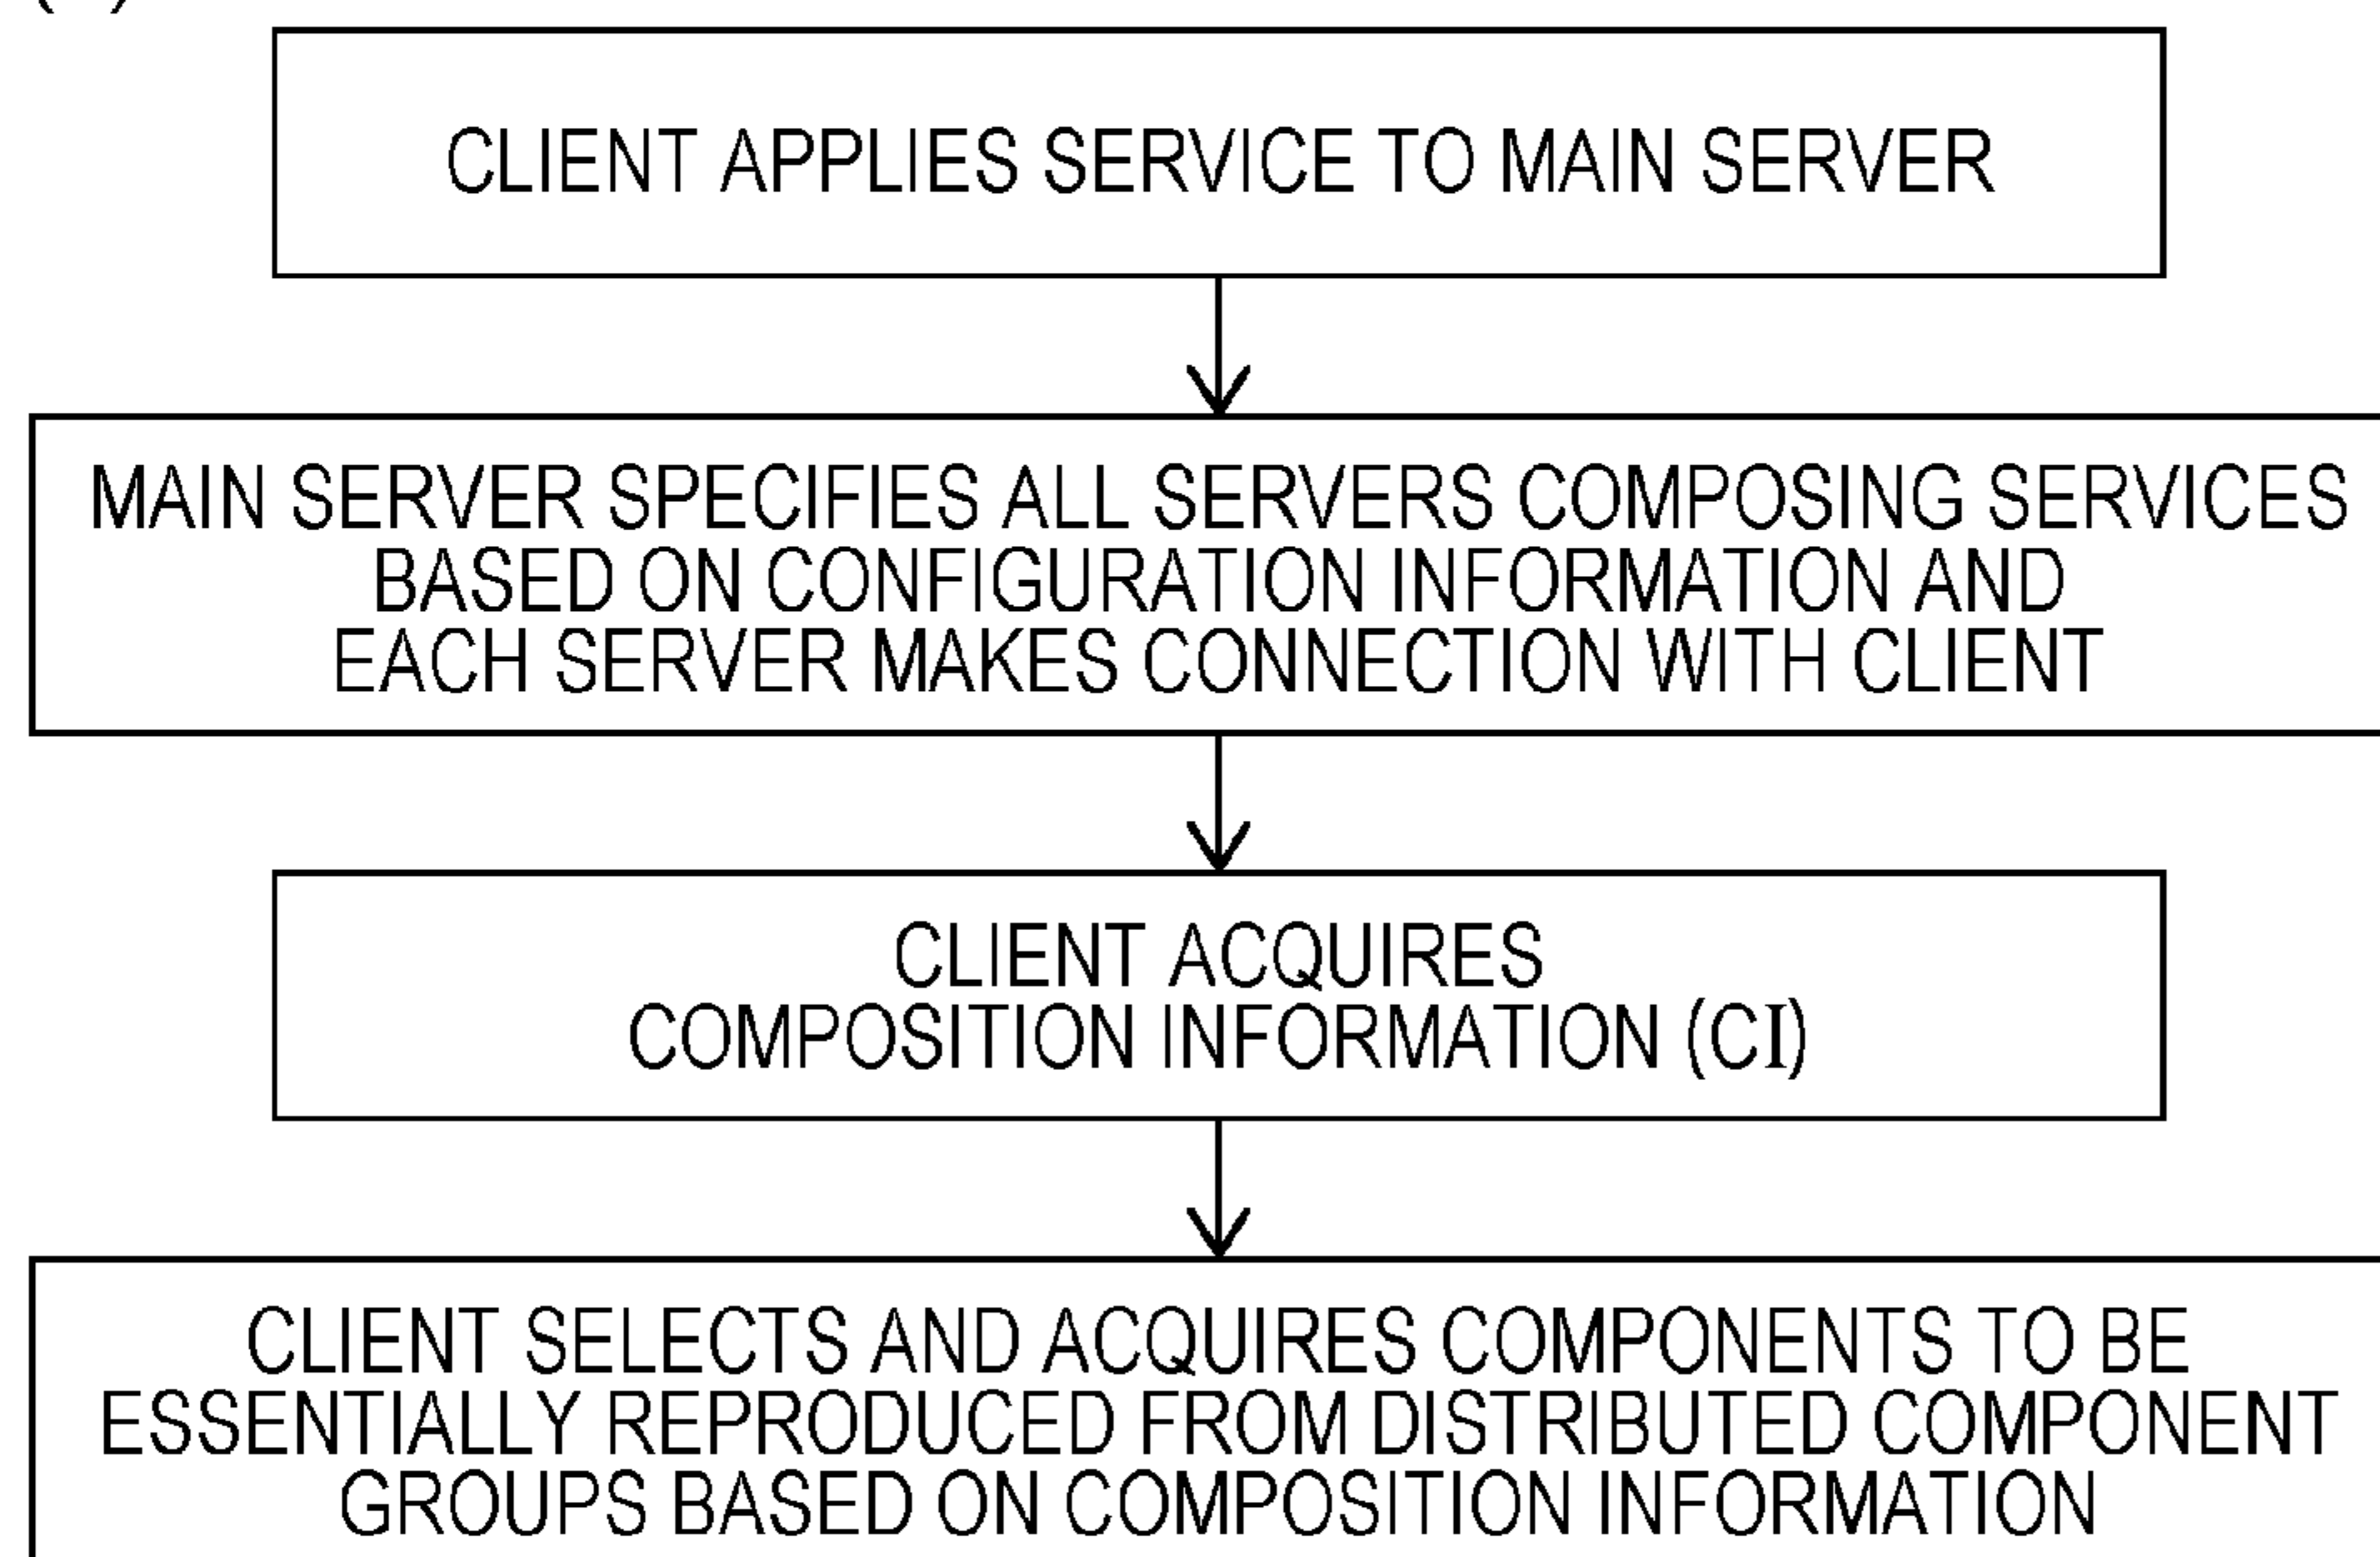 CLIENT APPLIES SERVICE TO MAIN SERVER
MAIN SERVER SPECIFIES ALL SERVERS COMPOSING SERVICES
BASED ON CONFIGURATION INFORMATION AND
EACH SERVER MAKES CONNECTION WITH CLIENT
CLIENT ACQUIRES
COMPOSITION INFORMATION (CI)
CLIENT SELECTS AND ACQUIRES COMPONENTS TO BE
ESSENTIALLY REPRODUCED FROM DISTRIBUTED COMPONENT
GROUPS BASED ON COMPOSITION INFORMATION